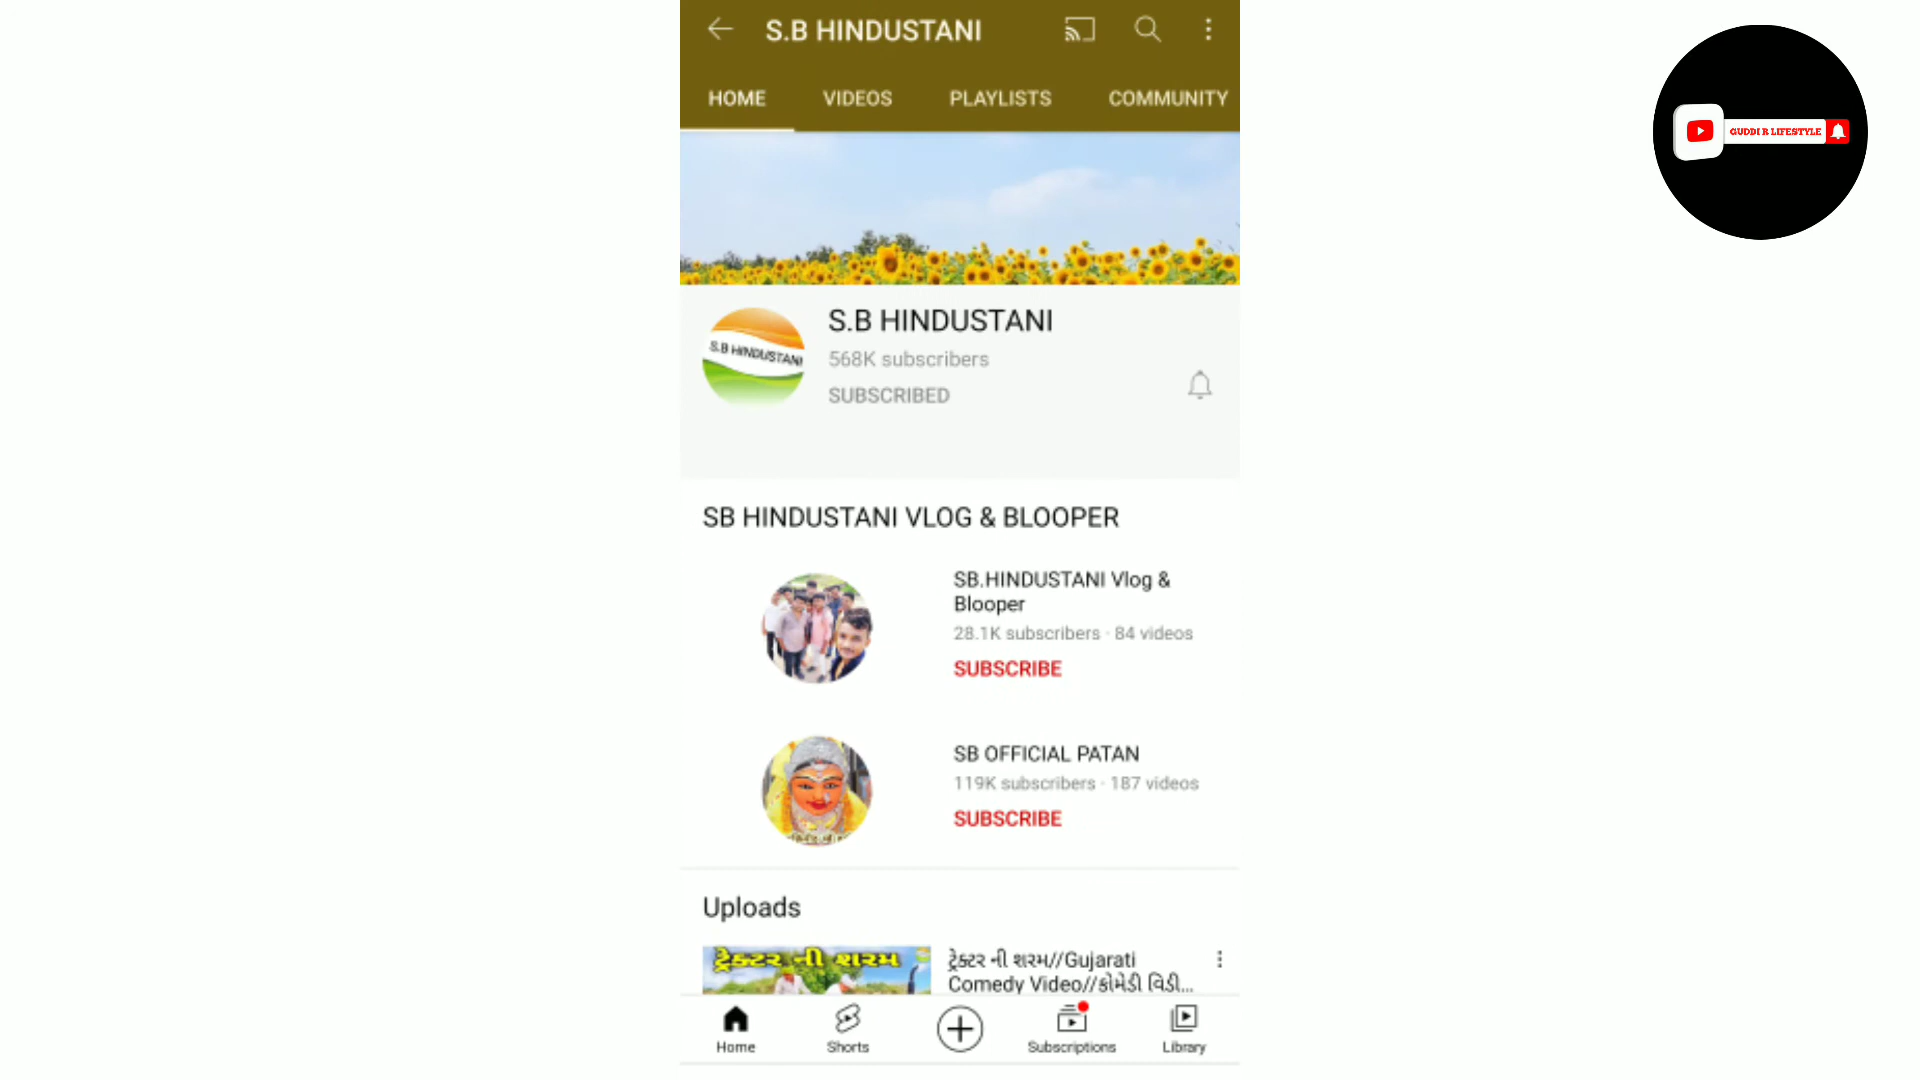 S.B HINDUSTANI
HOME VIDEOS PLAYLISTS COMMUNITY
GUDDI R LIFESTYLE
S.B HINDUSTANI
S.B HINDUSTANI
568K subscribers
SUBSCRIBED
SB HINDUSTANI VLOG & BLOOPER
SB.HINDUSTANI Vlog &
Blooper
28.1K subscribers · 84 videos
SUBSCRIBE
SB OFFICIAL PATAN
119K subscribers · 187 videos
SUBSCRIBE
Uploads
ટ્રેક્ટર ની શરમ
ટ્રેક્ટર ની શરમ//Gujarati
Comedy Video//કોમેડી વિડી...
Home Shorts Subscriptions Library